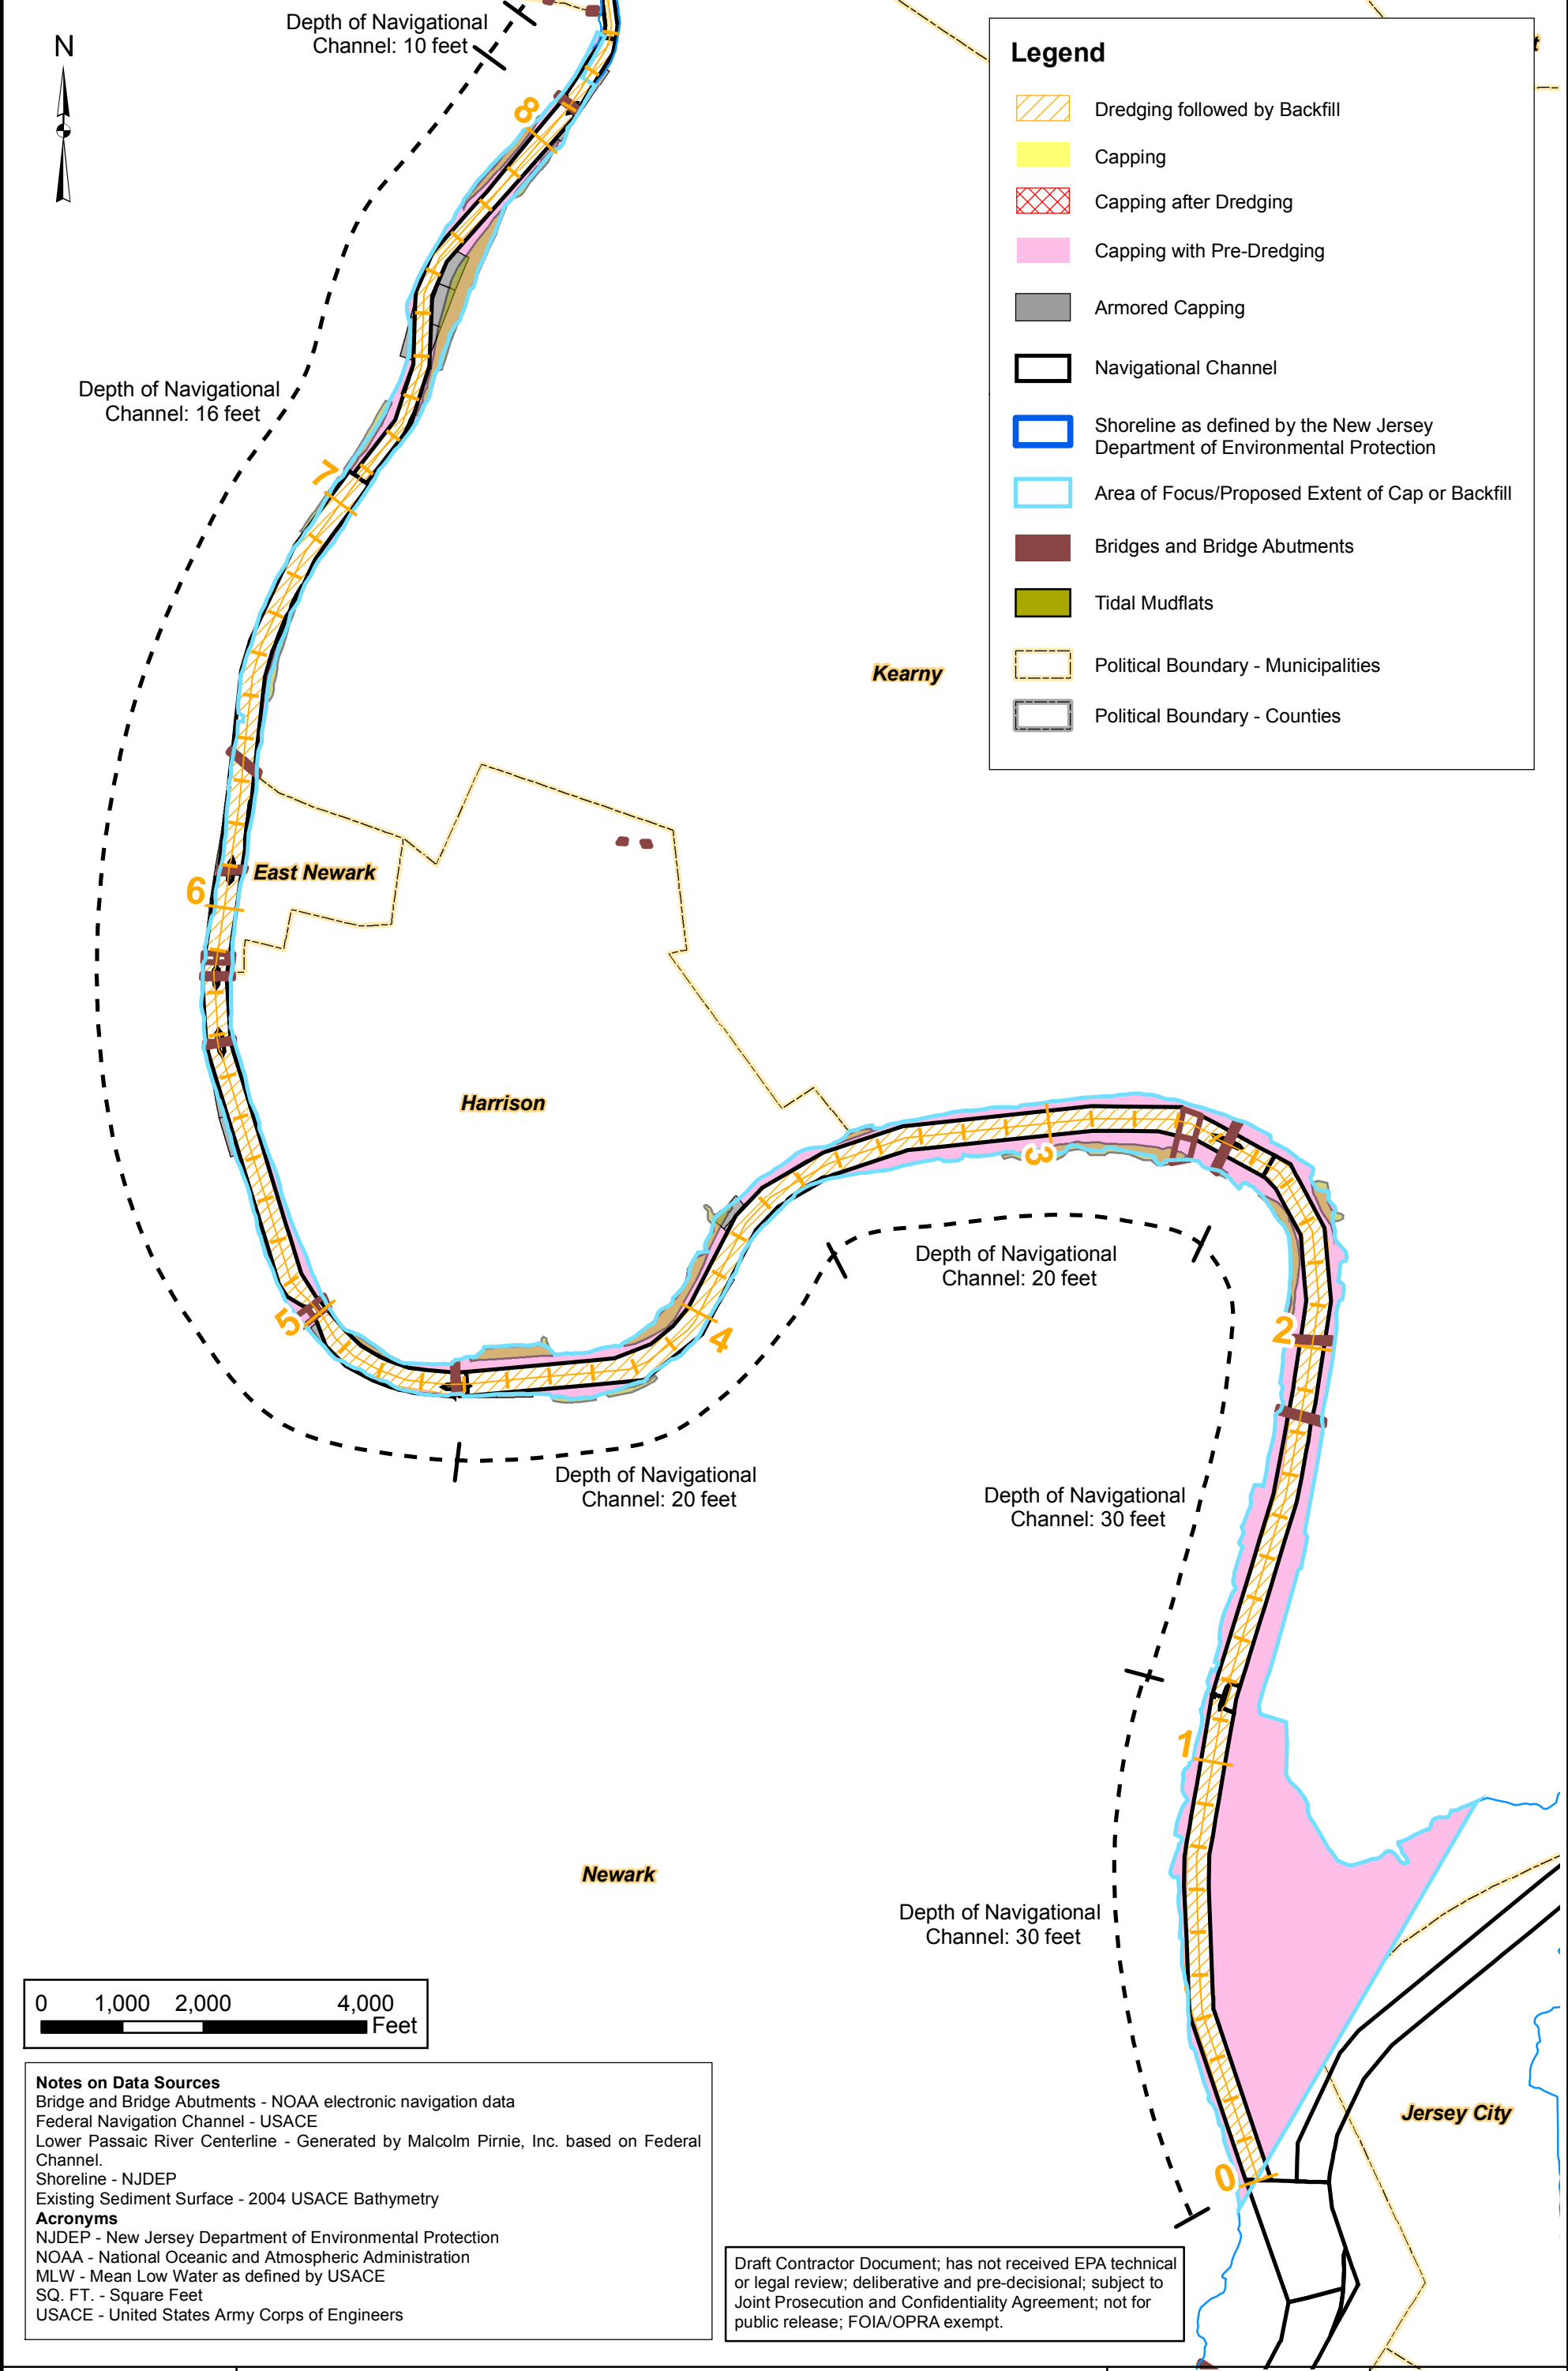 N
Depth of Navigational
Channel: 10 feet
Legend
Dredging followed by Backfill
Capping
Capping after Dredging
Capping with Pre-Dredging
Armored Capping
Navigational Channel
Shoreline as defined by the New Jersey
Department of Environmental Protection
Area of Focus/Proposed Extent of Cap or Backfill
Bridges and Bridge Abutments
Tidal Mudflats
Political Boundary - Municipalities
Political Boundary - Counties
8
Depth of Navigational
Channel: 16 feet
7
Kearny
East Newark
6
Harrison
3
Depth of Navigational
Channel: 20 feet
5
4
2
Depth of Navigational
Channel: 20 feet
Depth of Navigational
Channel: 30 feet
1
Newark
Depth of Navigational
Channel: 30 feet
0
Jersey City
0 1,000 2,000 4,000
Feet
Notes on Data Sources
Bridge and Bridge Abutments - NOAA electronic navigation data
Federal Navigation Channel - USACE
Lower Passaic River Centerline - Generated by Malcolm Pirnie, Inc. based on Federal
Channel.
Shoreline - NJDEP
Existing Sediment Surface - 2004 USACE Bathymetry
Acronyms
NJDEP - New Jersey Department of Environmental Protection
NOAA - National Oceanic and Atmospheric Administration
MLW - Mean Low Water as defined by USACE
SQ. FT. - Square Feet
USACE - United States Army Corps of Engineers
Draft Contractor Document; has not received EPA technical
or legal review; deliberative and pre-decisional; subject to
Joint Prosecution and Confidentiality Agreement; not for
public release; FOIA/OPRA exempt.